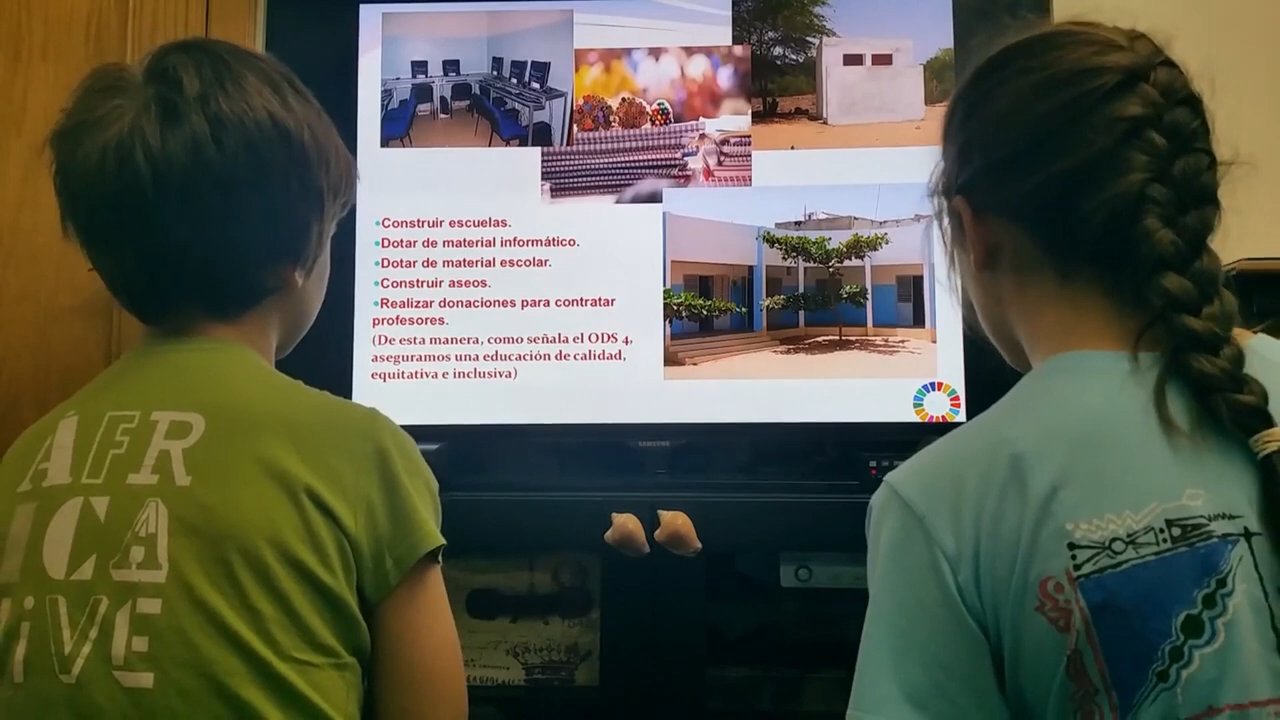 •Construir escuelas.
•Dotar de material informático.
•Dotar de material escolar.
•Construir aseos.
•Realizar donaciones para contratar
profesores.
(De esta manera, como señala el ODS 4,
aseguramos una educación de calidad,
equitativa e inclusiva)
SAMSUNG
ÁFR
ICA
ViVE